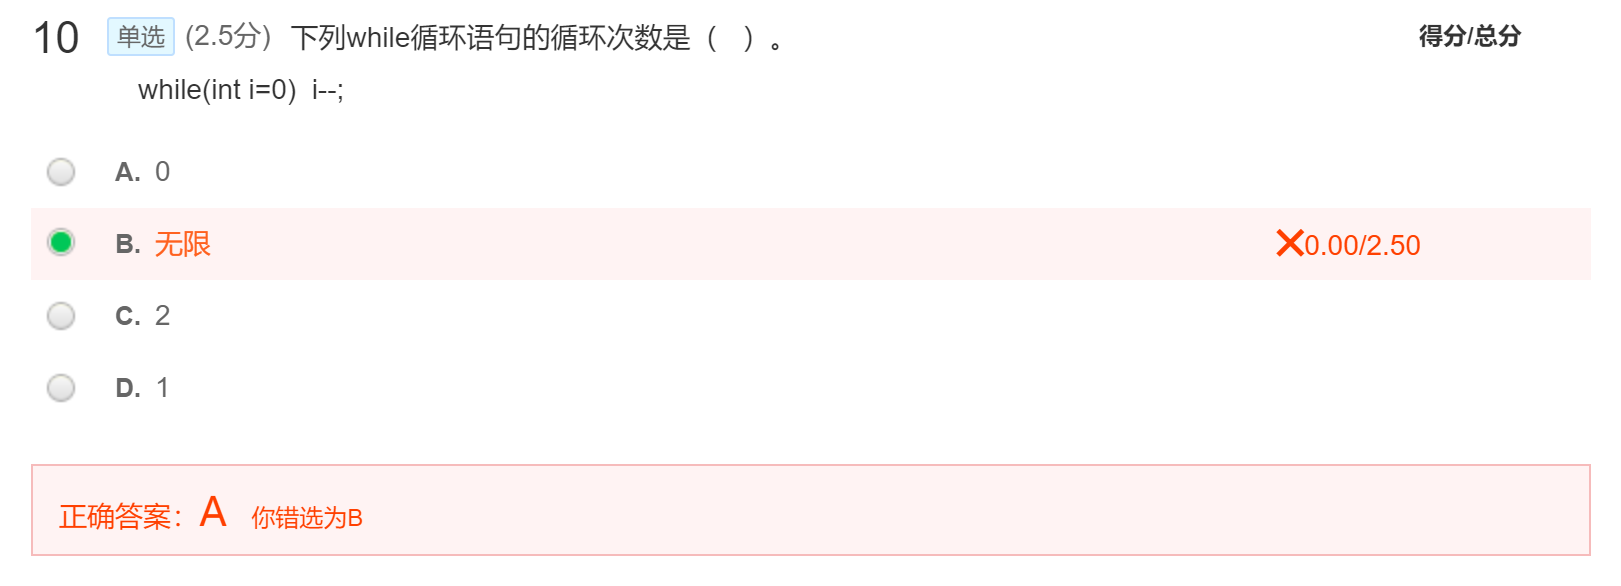 10 单选 (2.5分) 下列while循环语句的循环次数是（　）。 得分/总分
while(int i=0)  i--;
A. 0
B. 无限 ✕0.00/2.50
C. 2
D. 1
正确答案：A 你错选为B